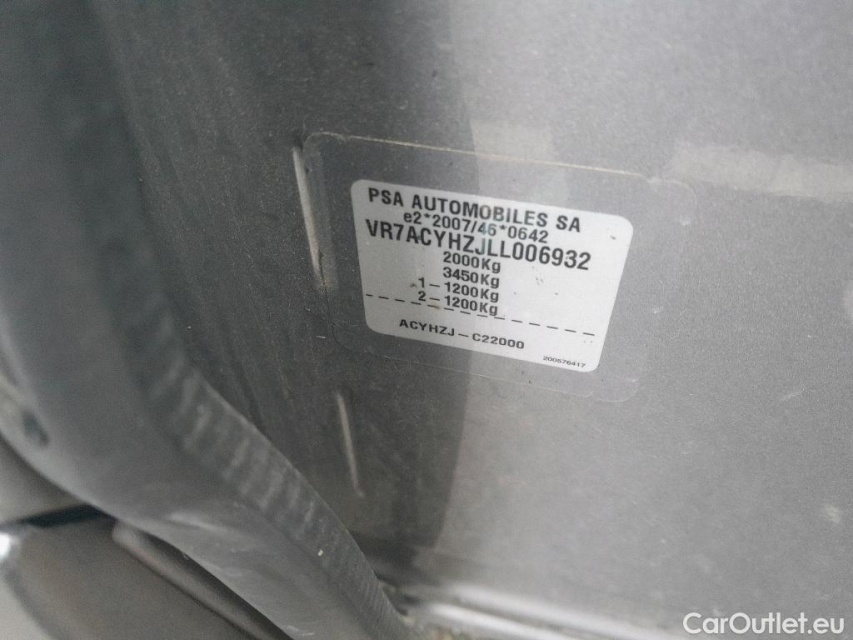 PSA AUTOMOBILES SA
e2*2007/46*0642
VR7ACYHZJLL006932
2000Kg
3450Kg
1-1200Kg
2-1200Kg
ACYHZJ-C22000
200576417
CarOutlet.eu